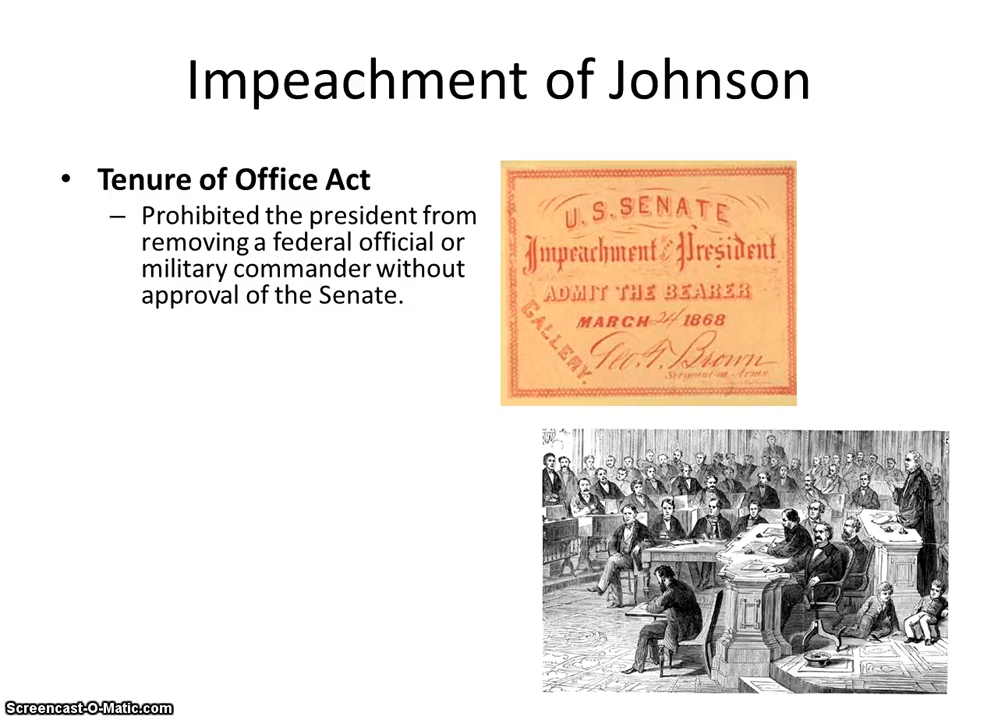 Impeachment of Johnson
• Tenure of Office Act
– Prohibited the president from
removing a federal official or
military commander without
approval of the Senate.
U.S. SENATE
Impeachment of the President
ADMIT THE BEARER
MARCH 24 1868
GALLERY.
Geo. T. Brown
Sergeant-at-Arms
Screencast-O-Matic.com